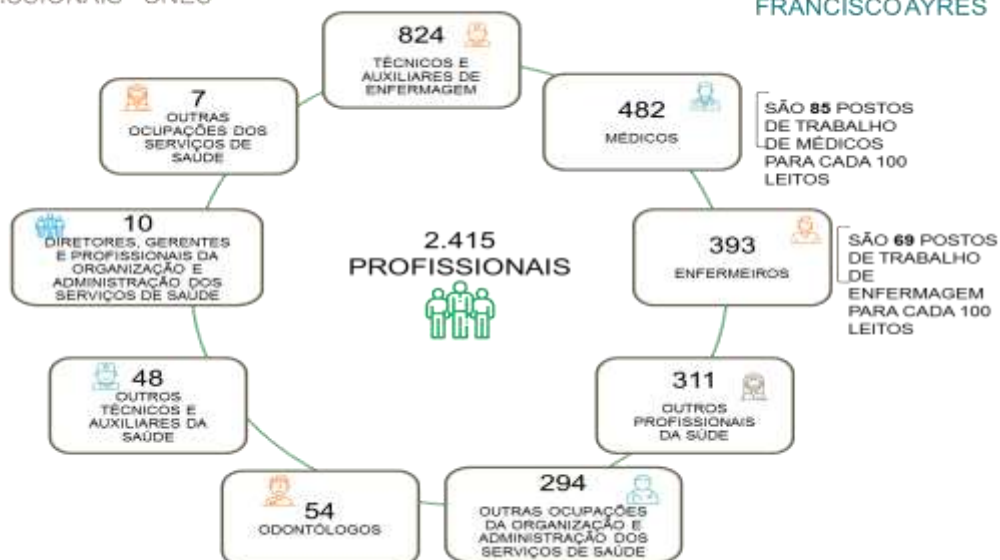 FRANCISCO AYRES
824
TÉCNICOS E
AUXILIARES DE
ENFERMAGEM
482
MÉDICOS
SÃO 85 POSTOS
DE TRABALHO
DE MÉDICOS
PARA CADA 100
LEITOS
393
ENFERMEIROS
SÃO 69 POSTOS
DE TRABALHO
DE
ENFERMAGEM
PARA CADA 100
LEITOS
311
OUTROS
PROFISSIONAIS
DA SÚDE
294
OUTRAS OCUPAÇÕES
DA ORGANIZAÇÃO E
ADMINISTRAÇÃO DOS
SERVIÇOS DE SAÚDE
54
ODONTÓLOGOS
48
OUTROS
TÉCNICOS E
AUXILIARES DA
SAÚDE
10
DIRETORES, GERENTES
E PROFISSIONAIS DA
ORGANIZAÇÃO E
ADMINISTRAÇÃO DOS
SERVIÇOS DE SAÚDE
7
OUTRAS
OCUPAÇÕES DOS
SERVIÇOS DE
SAÚDE
2.415
PROFISSIONAIS